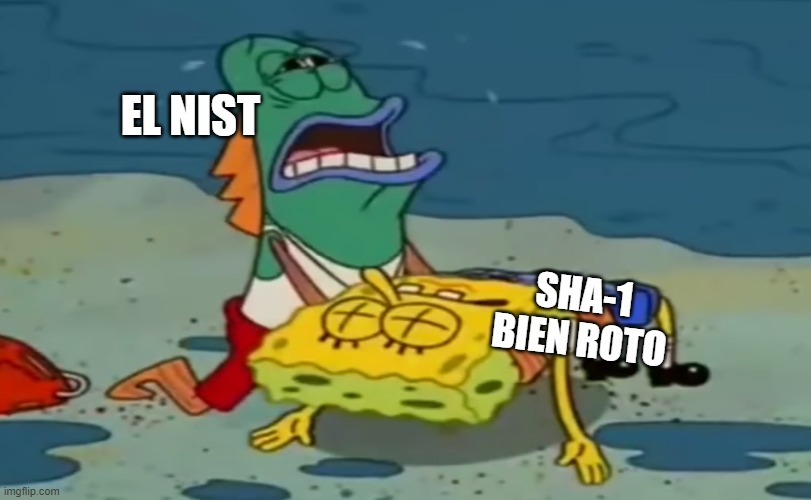 EL NIST
SHA-1
BIEN ROTO
imgflip.com